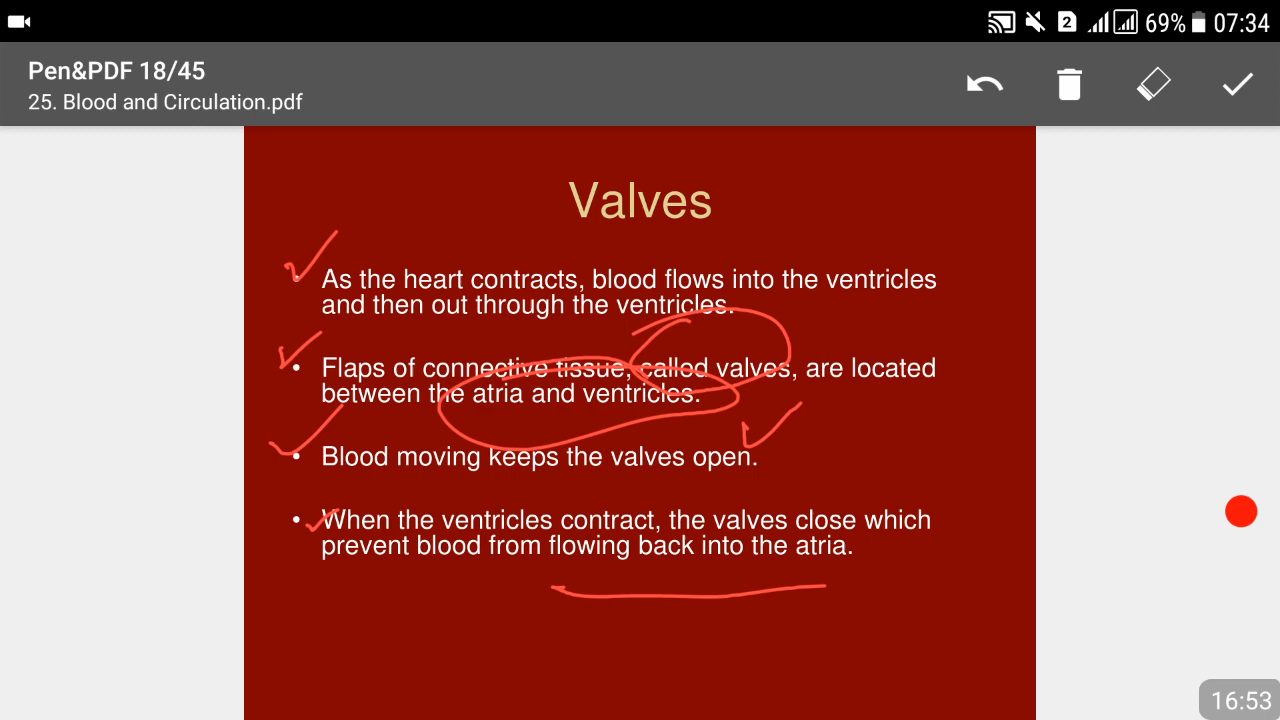 2 69% 07:34
Pen&PDF 18/45
25. Blood and Circulation.pdf
Valves
• As the heart contracts, blood flows into the ventricles
and then out through the ventricles.
• Flaps of connective tissue, called valves, are located
between the atria and ventricles.
• Blood moving keeps the valves open.
• When the ventricles contract, the valves close which
prevent blood from flowing back into the atria.
16:53